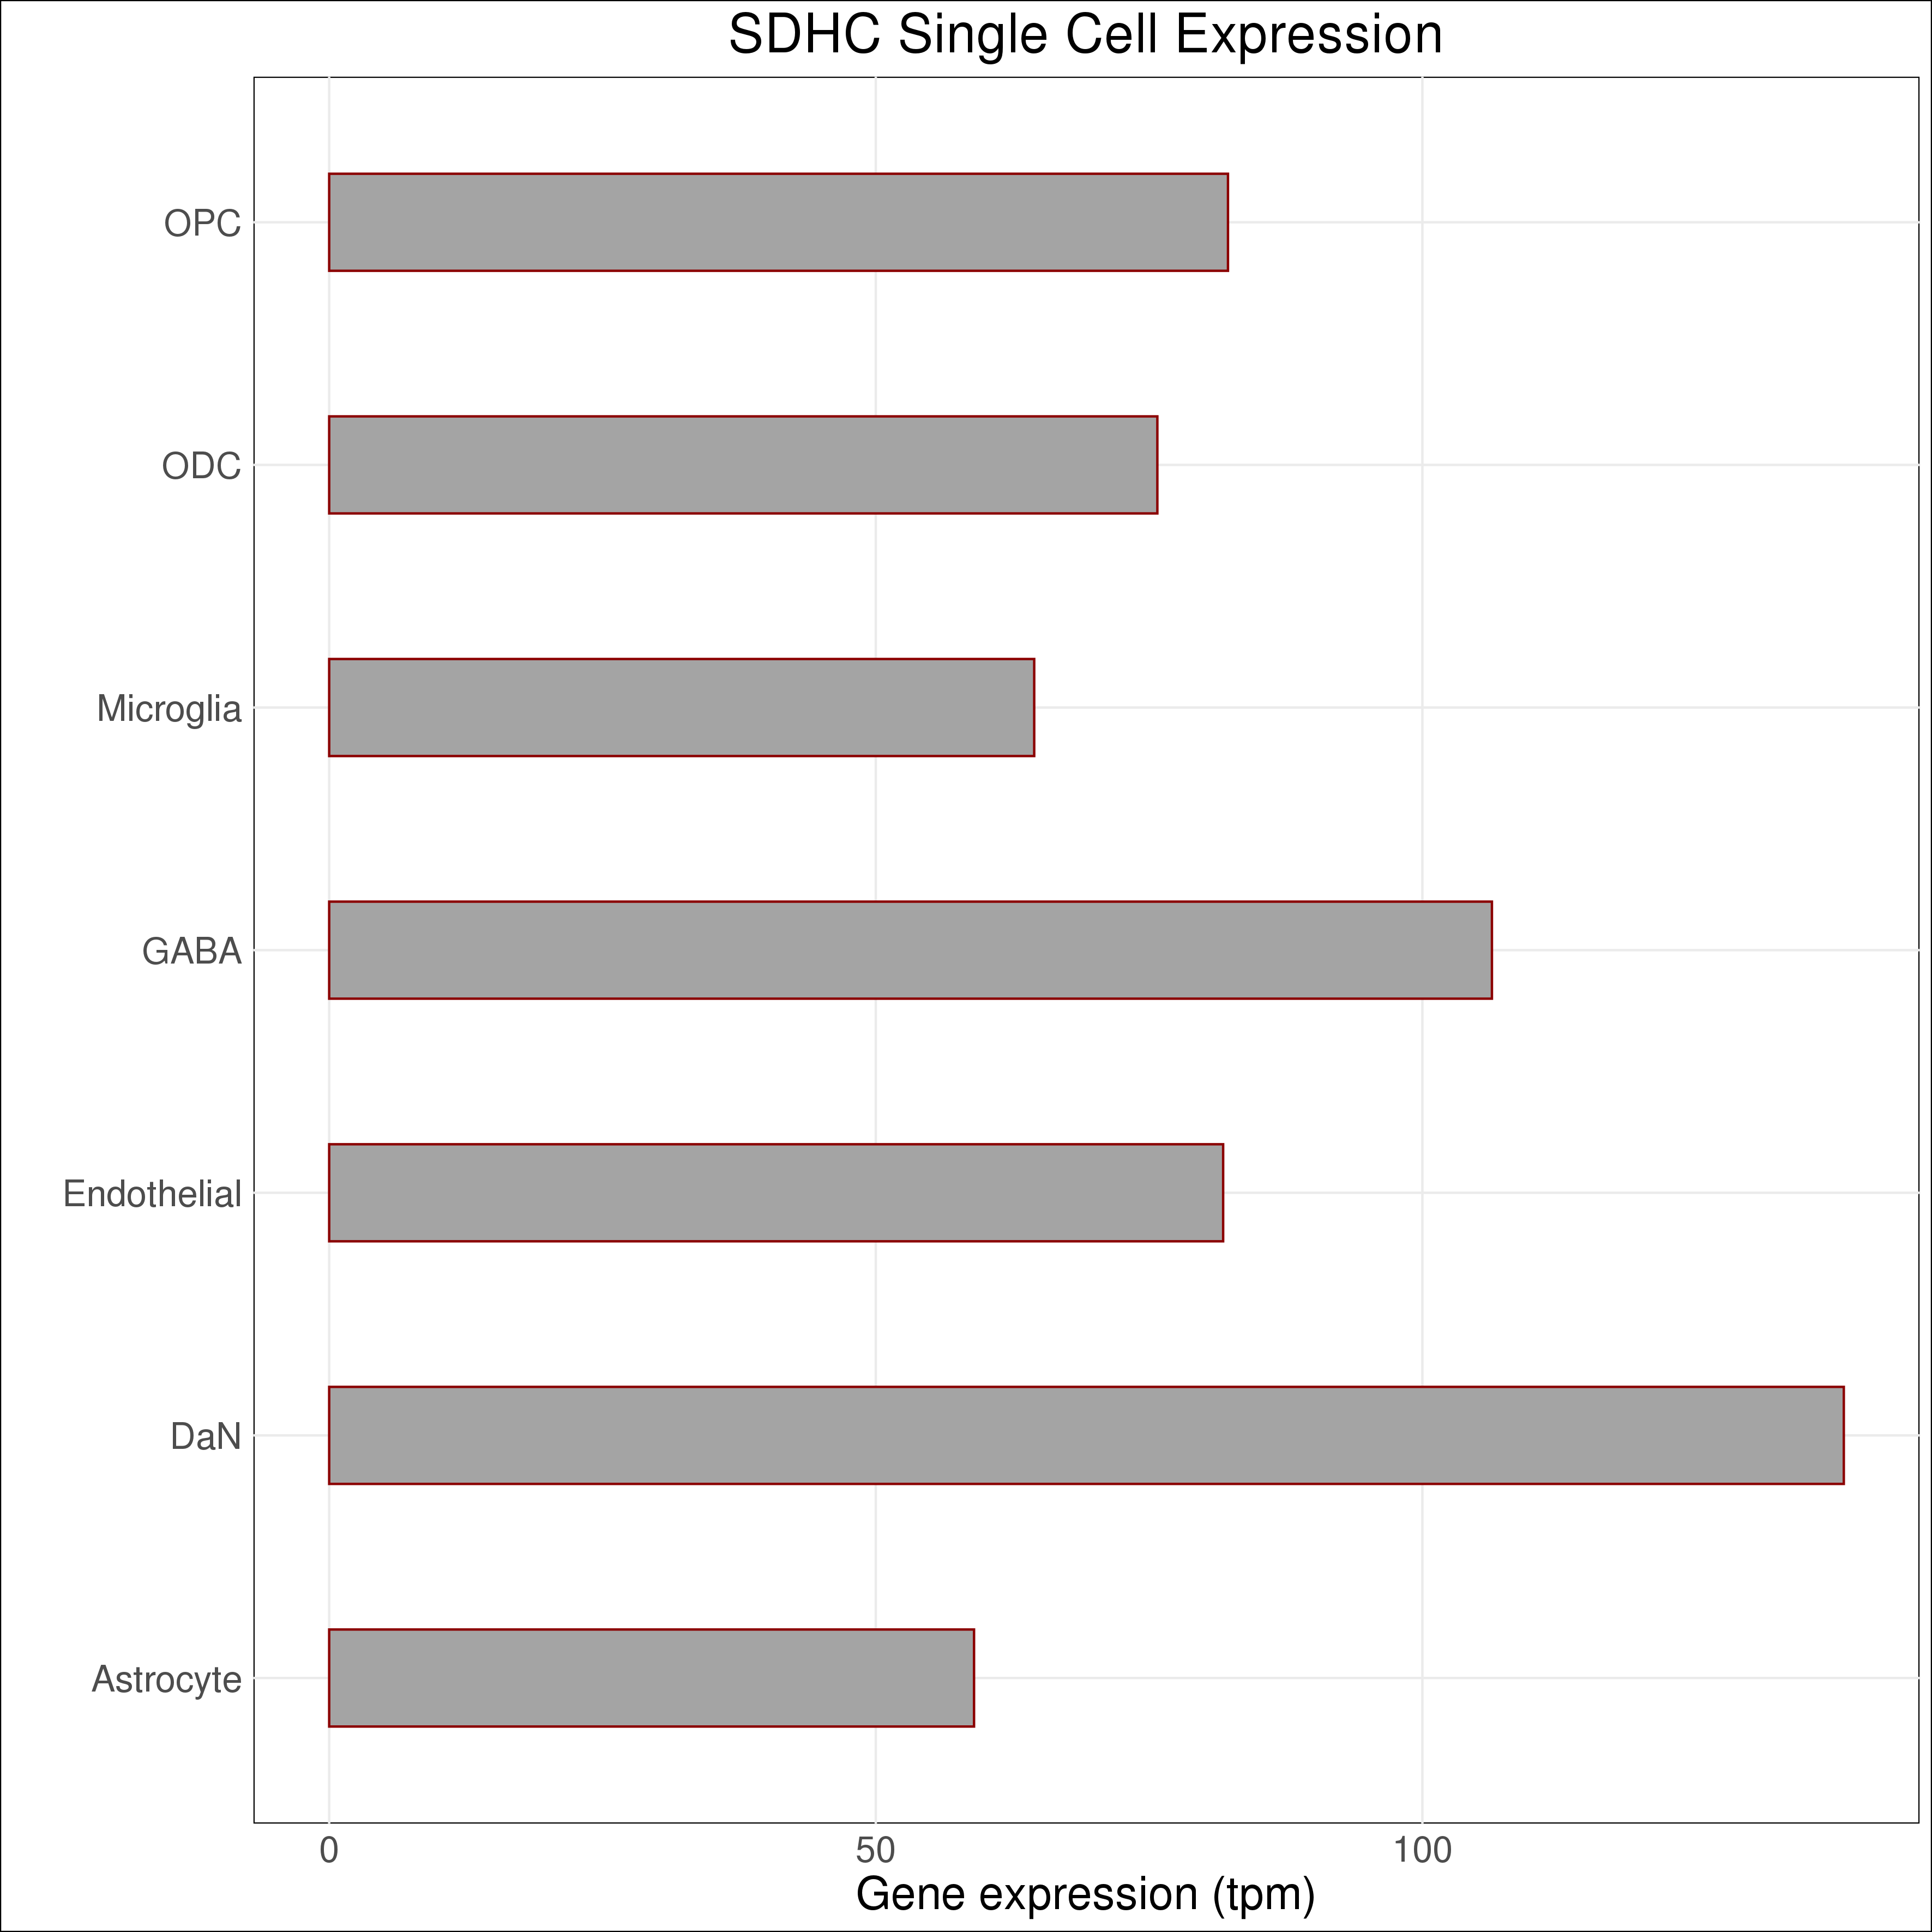 SDHC Single Cell Expression
OPC
ODC
Microglia
GABA
Endothelial
DaN
Astrocyte
0 50 100
Gene expression (tpm)